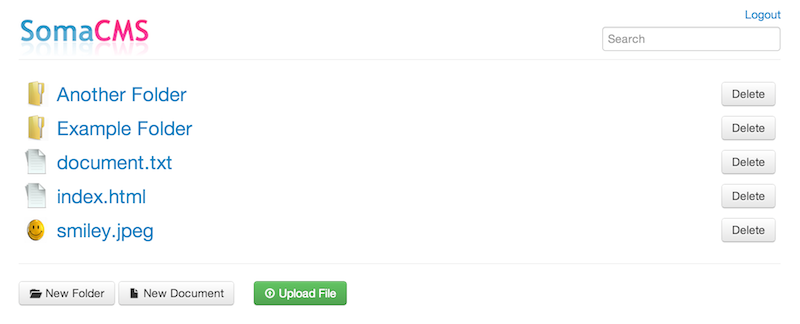 Logout
SomaCMS
Search
Another Folder Delete
Example Folder Delete
document.txt Delete
index.html Delete
smiley.jpeg Delete
New Folder New Document Upload File